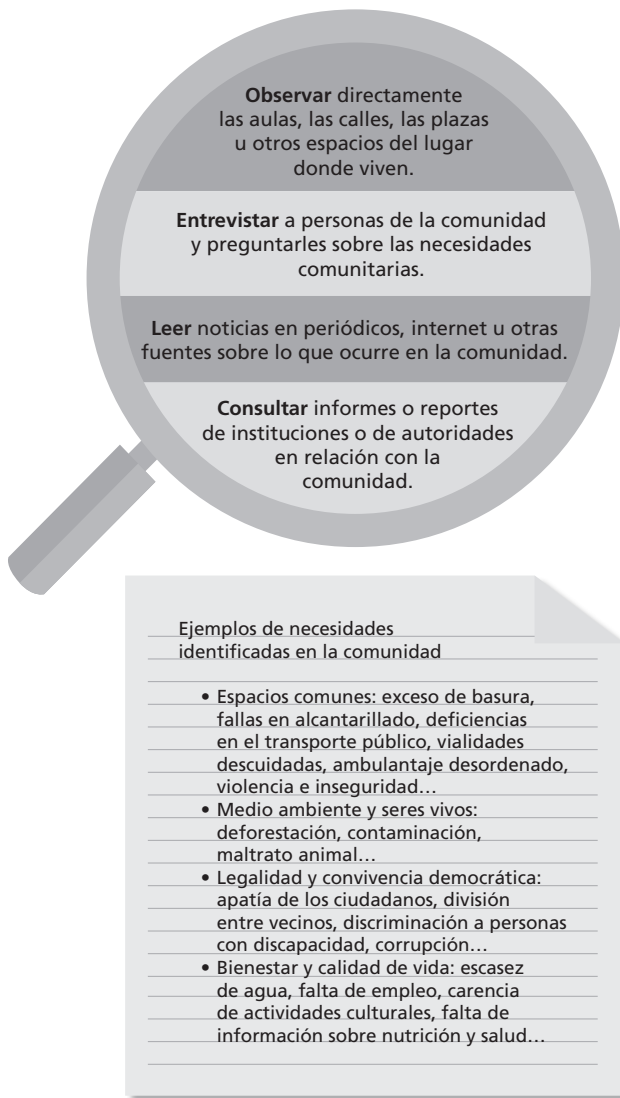 Observar directamente
las aulas, las calles, las plazas
u otros espacios del lugar
donde viven.
Entrevistar a personas de la comunidad
y preguntarles sobre las necesidades
comunitarias.
Leer noticias en periódicos, internet u otras
fuentes sobre lo que ocurre en la comunidad.
Consultar informes o reportes
de instituciones o de autoridades
en relación con la
comunidad.
Ejemplos de necesidades
identificadas en la comunidad
• Espacios comunes: exceso de basura,
fallas en alcantarillado, deficiencias
en el transporte público, vialidades
descuidadas, ambulantaje desordenado,
violencia e inseguridad…
• Medio ambiente y seres vivos:
deforestación, contaminación,
maltrato animal…
• Legalidad y convivencia democrática:
apatía de los ciudadanos, división
entre vecinos, discriminación a personas
con discapacidad, corrupción…
• Bienestar y calidad de vida: escasez
de agua, falta de empleo, carencia
de actividades culturales, falta de
información sobre nutrición y salud…